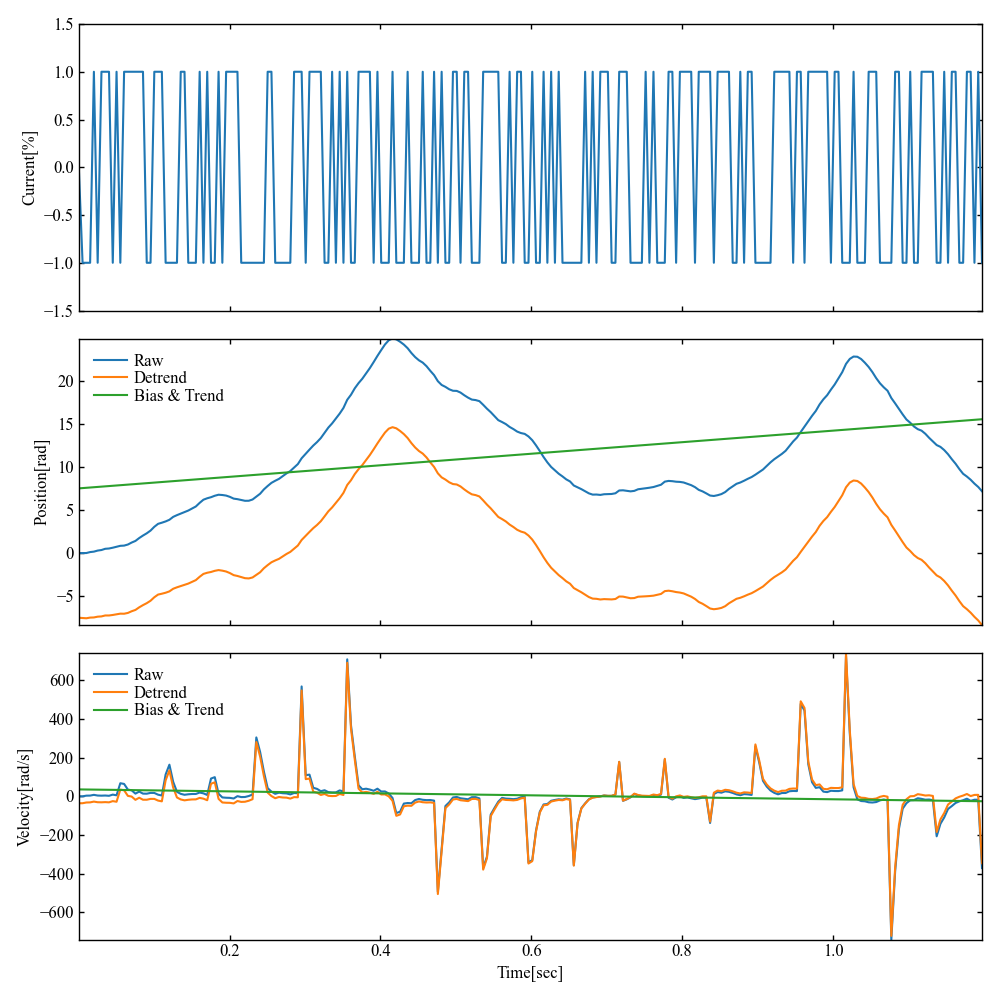 1.5
1.0
0.5
0.0
−0.5
−1.0
−1.5
Current[%]
Raw
Detrend
Bias & Trend
20
15
10
5
0
−5
Position[rad]
Raw
Detrend
Bias & Trend
600
400
200
0
−200
−400
−600
Velocity[rad/s]
0.2 0.4 0.6 0.8 1.0
Time[sec]